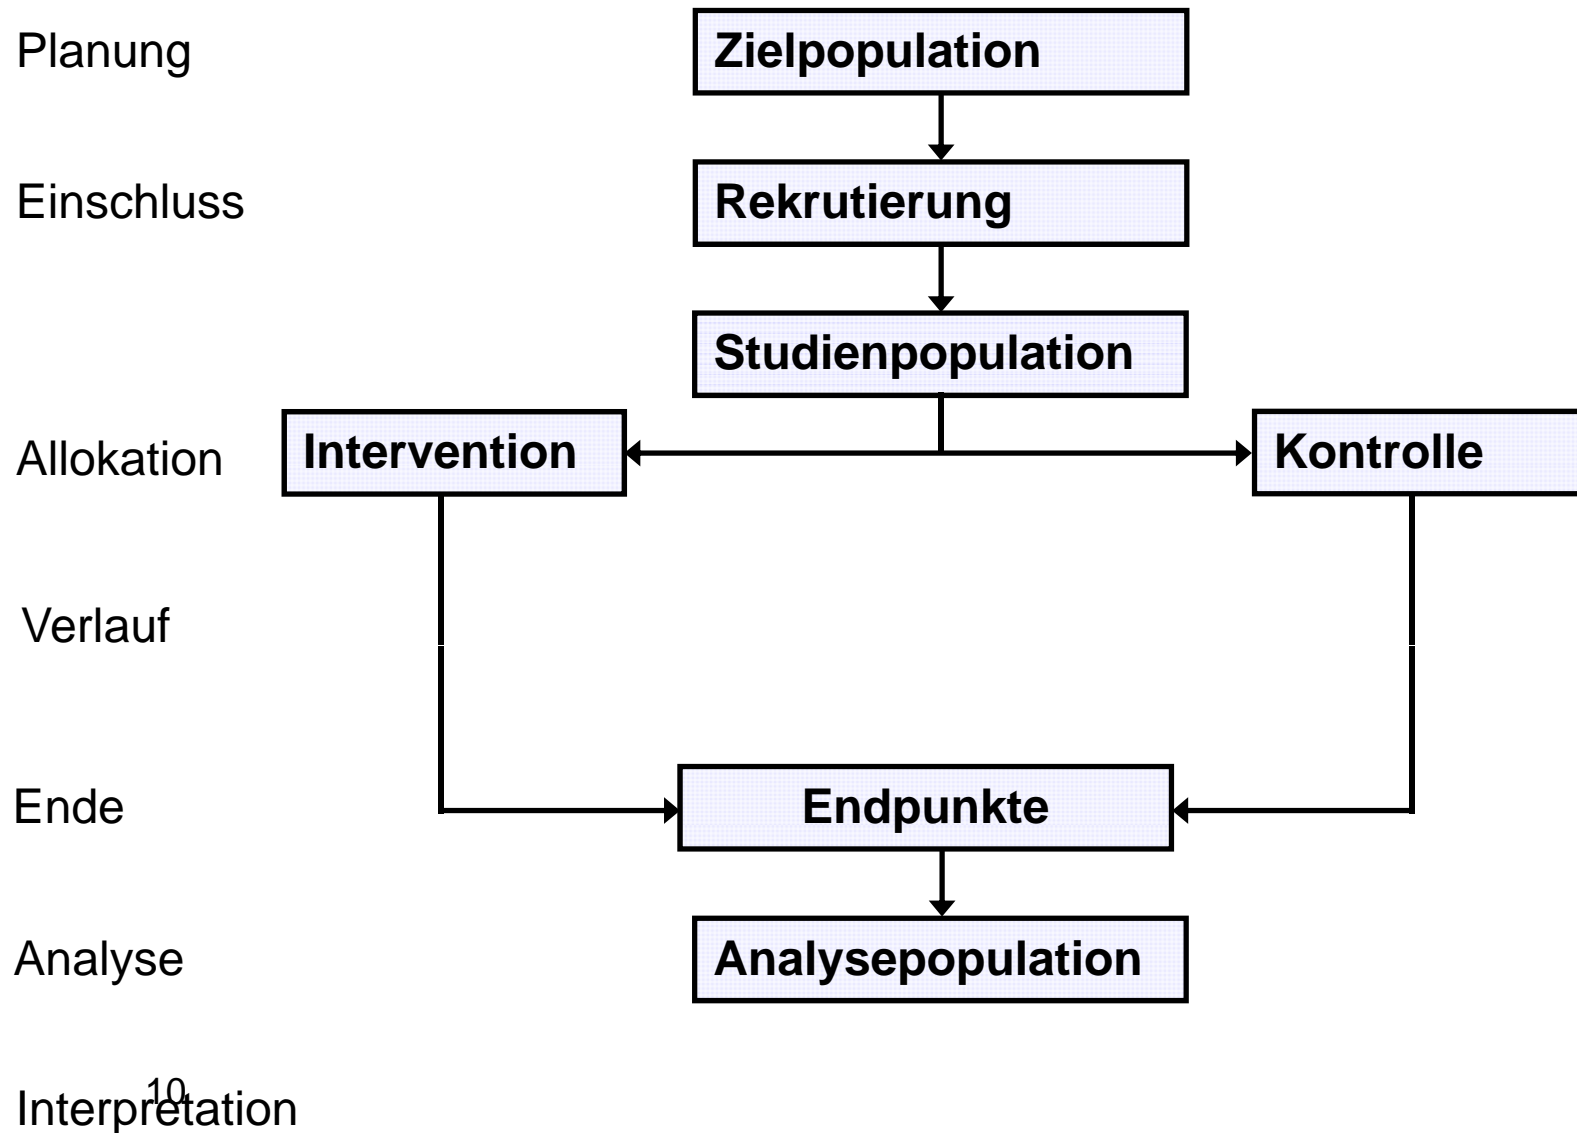 Planung
Zielpopulation
Einschluss
Rekrutierung
Studienpopulation
Allokation
Intervention
Kontrolle
Verlauf
Ende
Endpunkte
Analyse
Analysepopulation
10
Interpretation